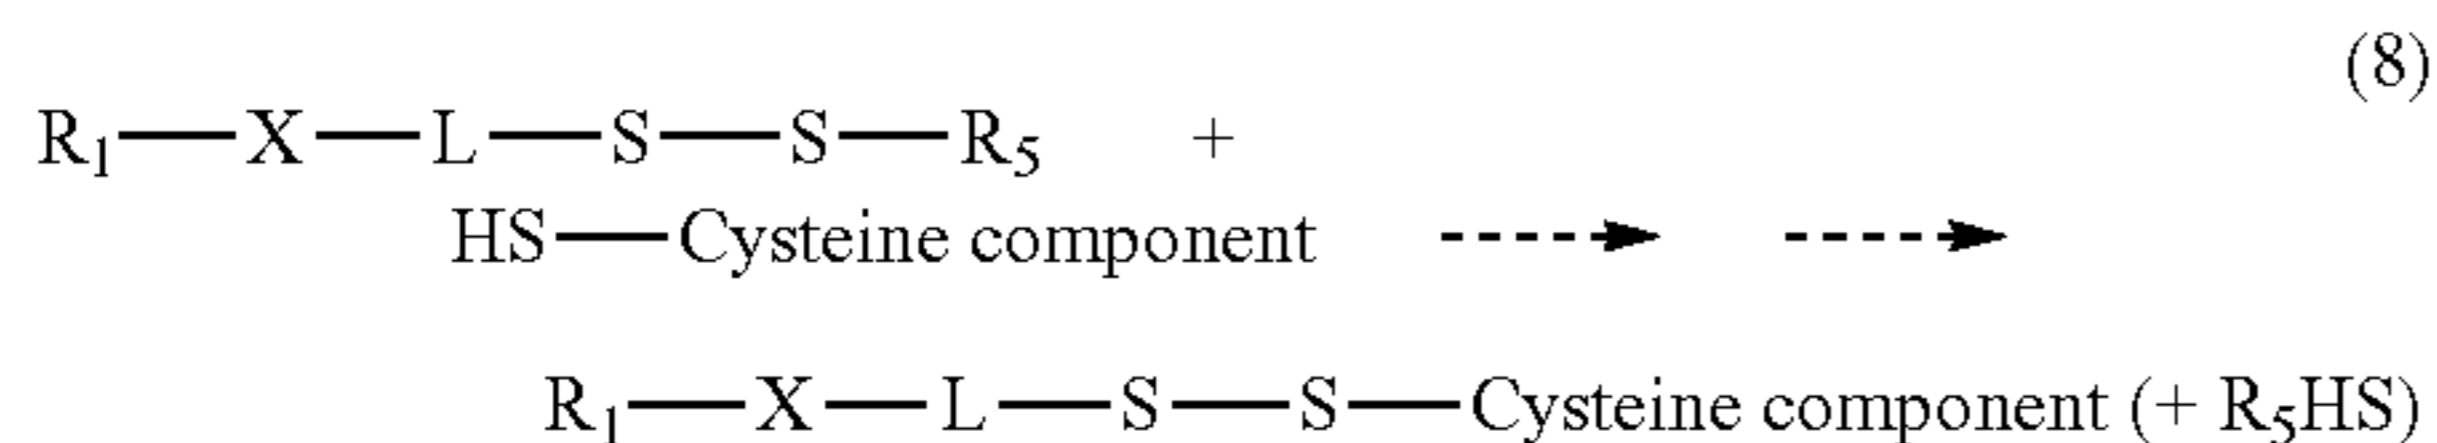 (8)
R₁—X—L—S—S—R₅ +
HS—Cysteine component
R₁—X—L—S—S—Cysteine component (+ R₅HS)